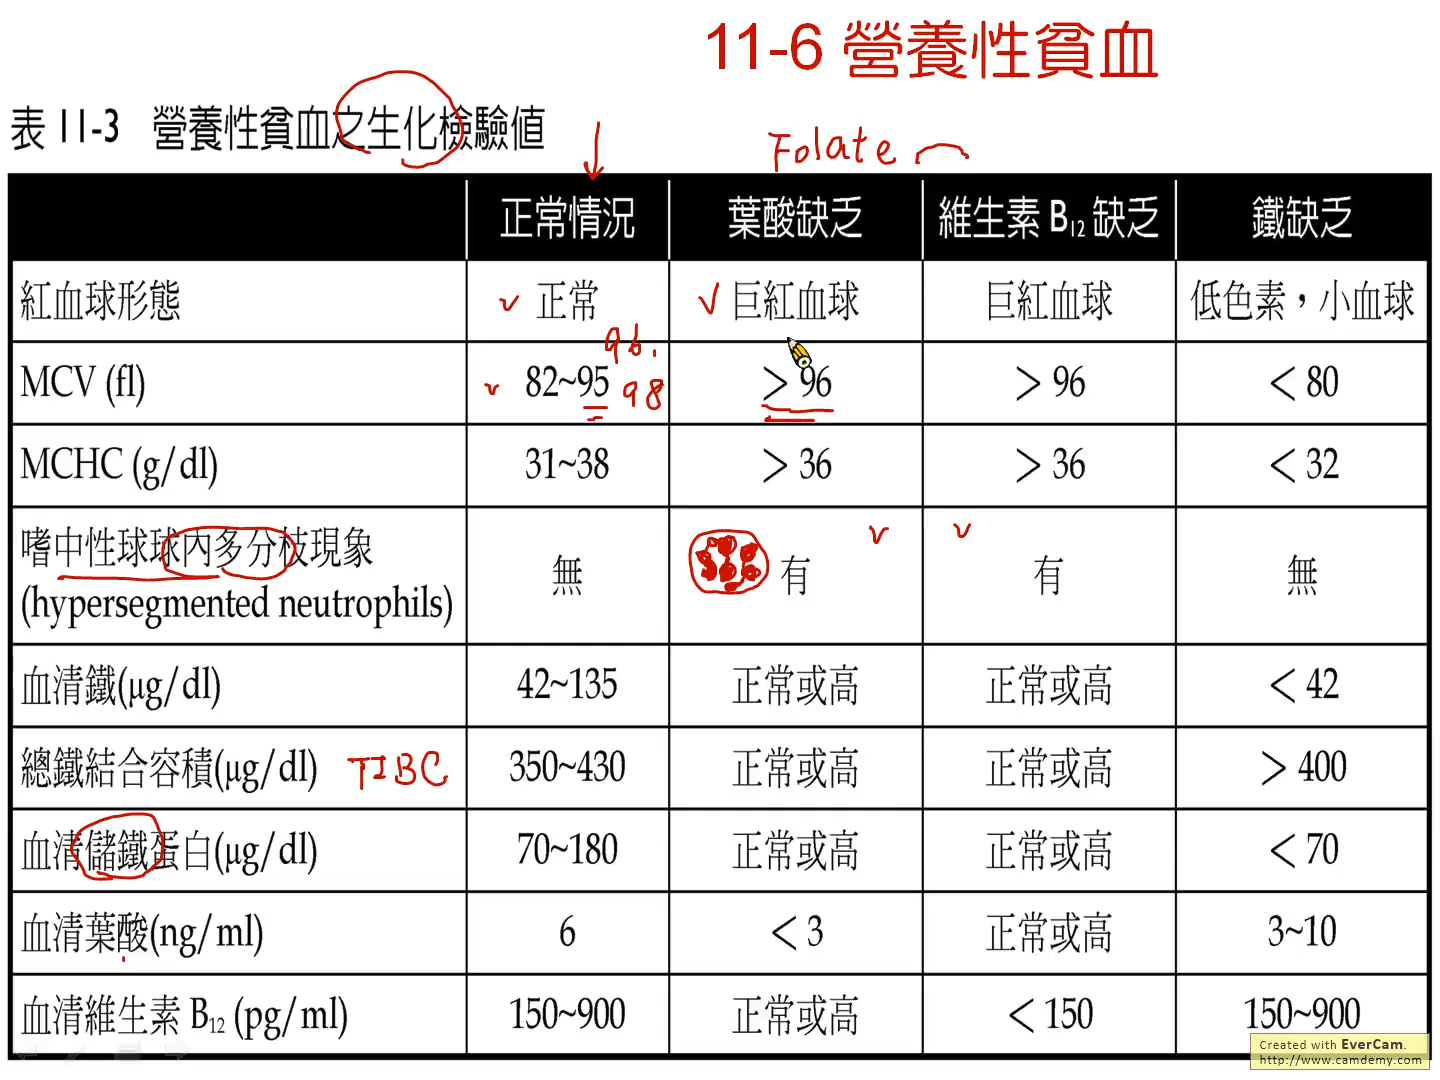 11-6 營養性貧血
表 11-3 營養性貧血之生化檢驗值
Folate
正常情況 葉酸缺乏 維生素 B12 缺乏 鐵缺乏
紅血球形態 正常 巨紅血球 巨紅血球 低色素,小血球
96.
MCV (fl) 82~95 98 > 96 > 96 < 80
MCHC (g/dl) 31~38 > 36 > 36 < 32
嗜中性球球內多分枝現象
(hypersegmented neutrophils) 無 有 有 無
血清鐵(μg/dl) 42~135 正常或高 正常或高 < 42
總鐵結合容積(μg/dl) TIBC 350~430 正常或高 正常或高 > 400
血清儲鐵蛋白(μg/dl) 70~180 正常或高 正常或高 < 70
血清葉酸(ng/ml) 6 < 3 正常或高 3~10
血清維生素 B12 (pg/ml) 150~900 正常或高 < 150 150~900
Created with EverCam.
http://www.camdemy.com